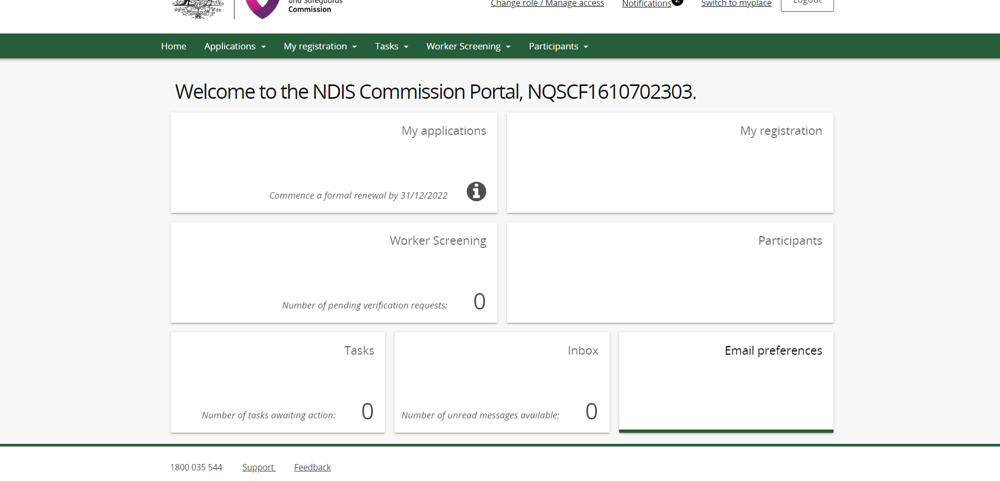 and Safeguards
Commission
Change role / Manage access Notifications 2 Switch to myplace Logout
Home Applications My registration Tasks Worker Screening Participants
Welcome to the NDIS Commission Portal, NQSCF1610702303.
My applications
Commence a formal renewal by 31/12/2022
My registration
Worker Screening
Number of pending verification requests: 0
Participants
Tasks
Number of tasks awaiting action: 0
Inbox
Number of unread messages available: 0
Email preferences
1800 035 544 Support Feedback